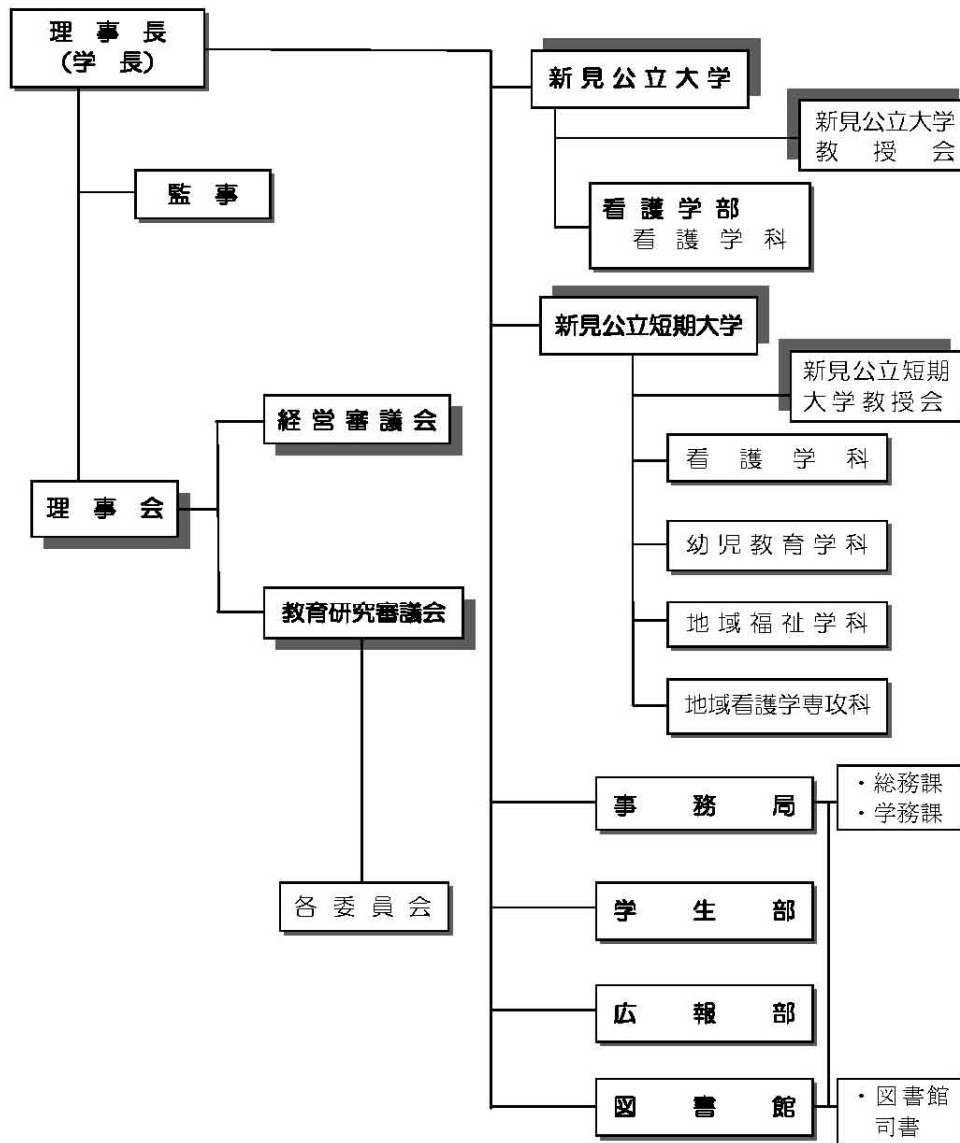 理事長
(学長)
監事
理事会
経営審議会
教育研究審議会
各委員会
新見公立大学
新見公立大学
教授会
看護学部
看護学科
新見公立短期大学
新見公立短期
大学教授会
看護学科
幼児教育学科
地域福祉学科
地域看護学専攻科
事務局
・総務課
・学務課
学生部
広報部
図書館
・図書館
司書